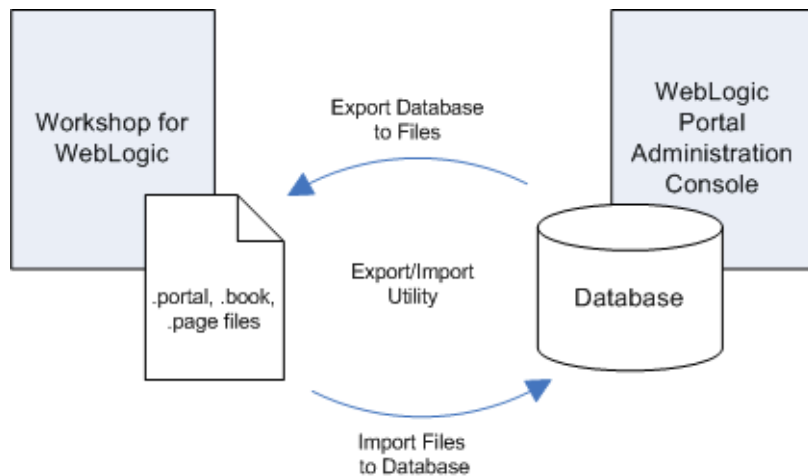 Workshop for
WebLogic
.portal, .book,
.page files
Export Database
to Files
Export/Import
Utility
Import Files
to Database
WebLogic
Portal
Administration
Console
Database